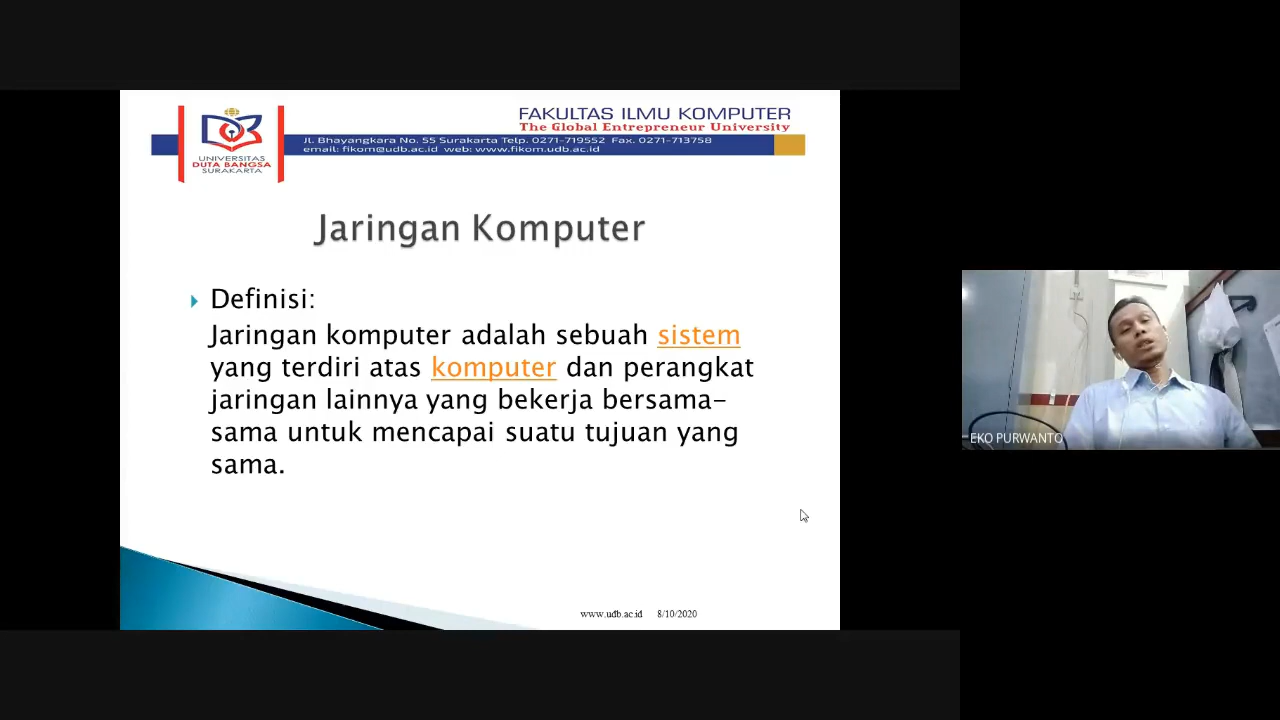 FAKULTAS ILMU KOMPUTER
The Global Entrepreneur University
Jl. Bhayangkara No. 55 Surakarta Telp. 0271-719552 Fax. 0271-713758
email: fikom@udb.ac.id web: www.fikom.udb.ac.id
UNIVERSITAS
DUTA BANGSA
SURAKARTA
Jaringan Komputer
Definisi:
Jaringan komputer adalah sebuah sistem
yang terdiri atas komputer dan perangkat
jaringan lainnya yang bekerja bersama-
sama untuk mencapai suatu tujuan yang
sama.
www.udb.ac.id 8/10/2020
EKO PURWANTO